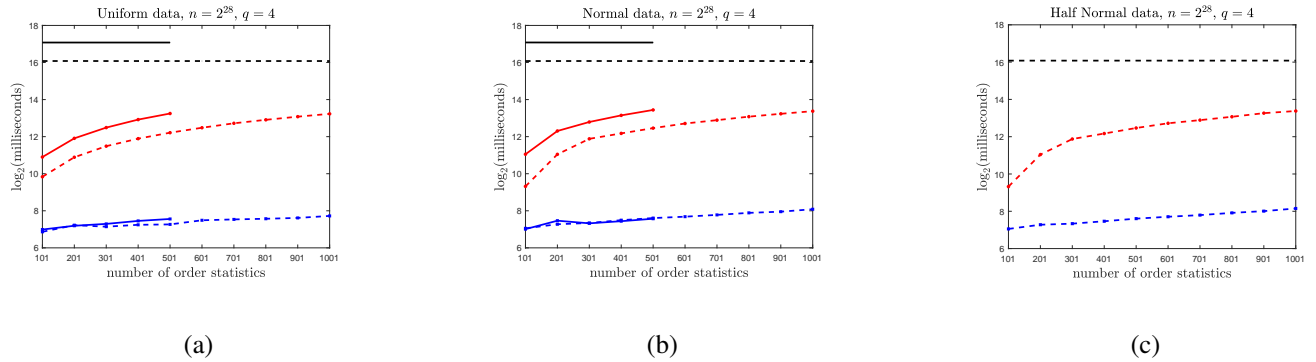 Uniform data, n = 2^28, q = 4
18
16
14
12
10
8
6
log₂(milliseconds)
101 201 301 401 501 601 701 801 901 1001
number of order statistics
(a)
Normal data, n = 2^28, q = 4
18
16
14
12
10
8
6
log₂(milliseconds)
101 201 301 401 501 601 701 801 901 1001
number of order statistics
(b)
Half Normal data, n = 2^28, q = 4
18
16
14
12
10
8
6
log₂(milliseconds)
101 201 301 401 501 601 701 801 901 1001
number of order statistics
(c)